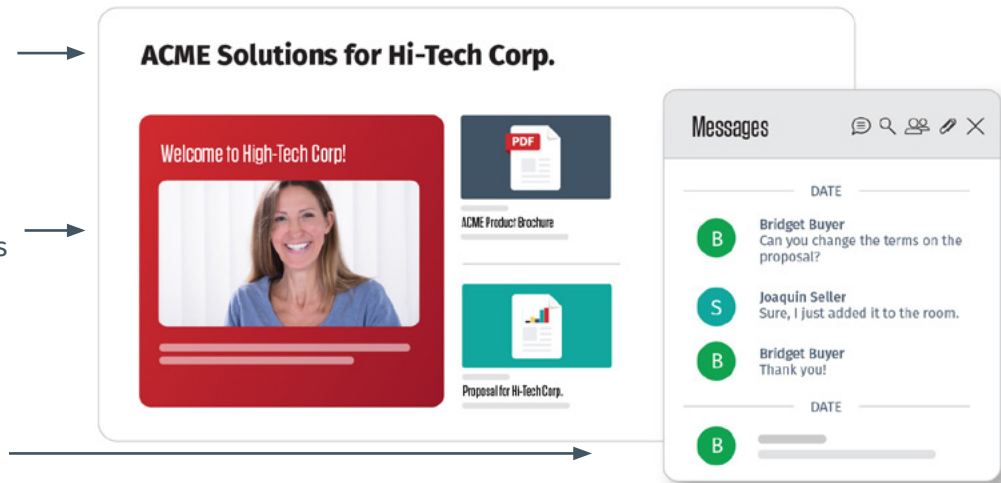 ACME Solutions for Hi-Tech Corp.
Welcome to High-Tech Corp!
PDF
ACME Product Brochure
Proposal for Hi-Tech Corp.
s
Messages
DATE
B
Bridget Buyer
Can you change the terms on the
proposal?
S
Joaquin Seller
Sure, I just added it to the room.
B
Bridget Buyer
Thank you!
DATE
B